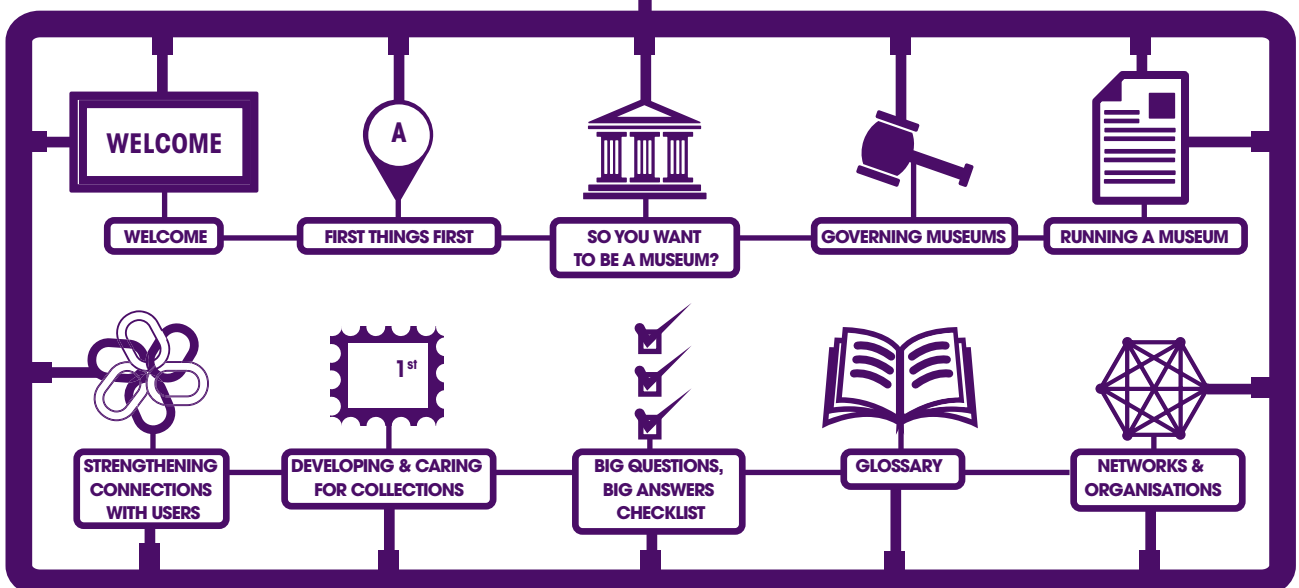 WELCOME
A
WELCOME
FIRST THINGS FIRST
SO YOU WANT
TO BE A MUSEUM?
GOVERNING MUSEUMS
RUNNING A MUSEUM
1st
STRENGTHENING
CONNECTIONS
WITH USERS
DEVELOPING & CARING
FOR COLLECTIONS
BIG QUESTIONS,
BIG ANSWERS
CHECKLIST
GLOSSARY
NETWORKS &
ORGANISATIONS